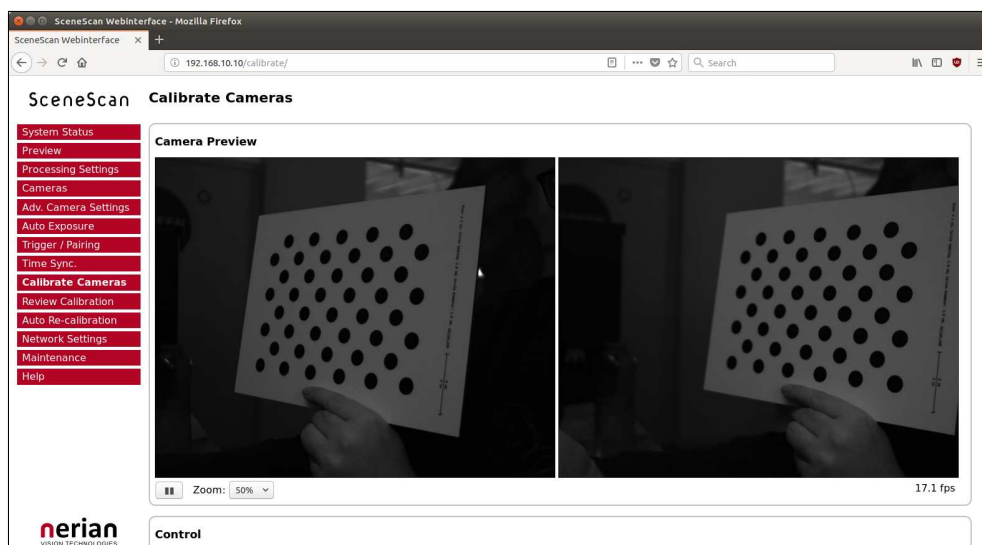 SceneScan Webinterface - Mozilla Firefox
SceneScan Webinterface × +
192.168.10.10/calibrate/
Search
SceneScan
Calibrate Cameras
System Status
Preview
Processing Settings
Cameras
Adv. Camera Settings
Auto Exposure
Trigger / Pairing
Time Sync.
Calibrate Cameras
Review Calibration
Auto Re-calibration
Network Settings
Maintenance
Help
Camera Preview
Zoom: 50%
17.1 fps
nerian
VISION TECHNOLOGIES
Control